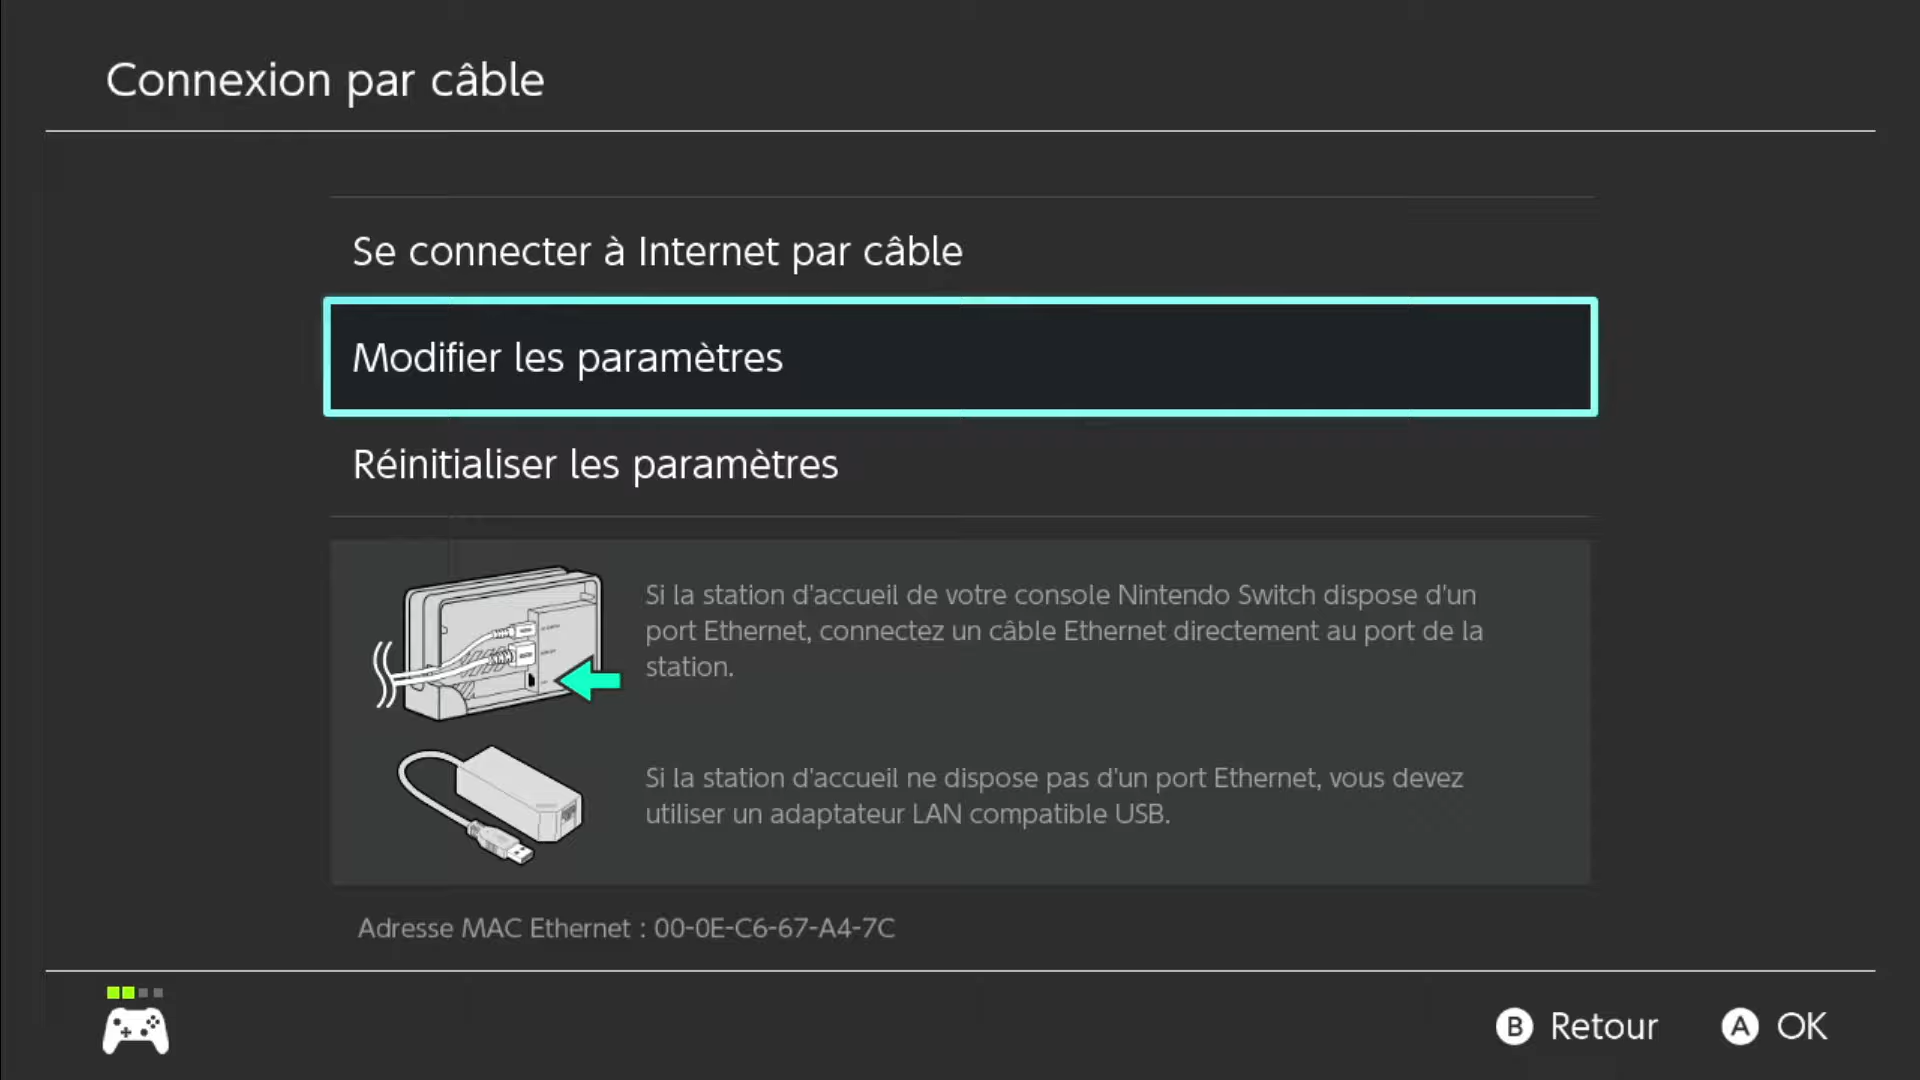 Connexion par câble
Se connecter à Internet par câble
Modifier les paramètres
Réinitialiser les paramètres
Si la station d'accueil de votre console Nintendo Switch dispose d'un
port Ethernet, connectez un câble Ethernet directement au port de la
station.
Si la station d'accueil ne dispose pas d'un port Ethernet, vous devez
utiliser un adaptateur LAN compatible USB.
Adresse MAC Ethernet : 00-0E-C6-67-A4-7C
B Retour A OK